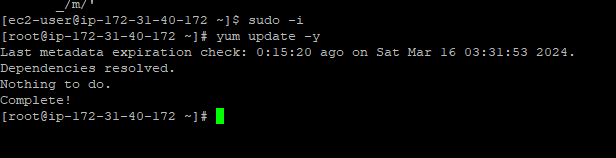 _/m/'
[ec2-user@ip-172-31-40-172 ~]$ sudo -i
[root@ip-172-31-40-172 ~]# yum update -y
Last metadata expiration check: 0:15:20 ago on Sat Mar 16 03:31:53 2024.
Dependencies resolved.
Nothing to do.
Complete!
[root@ip-172-31-40-172 ~]#